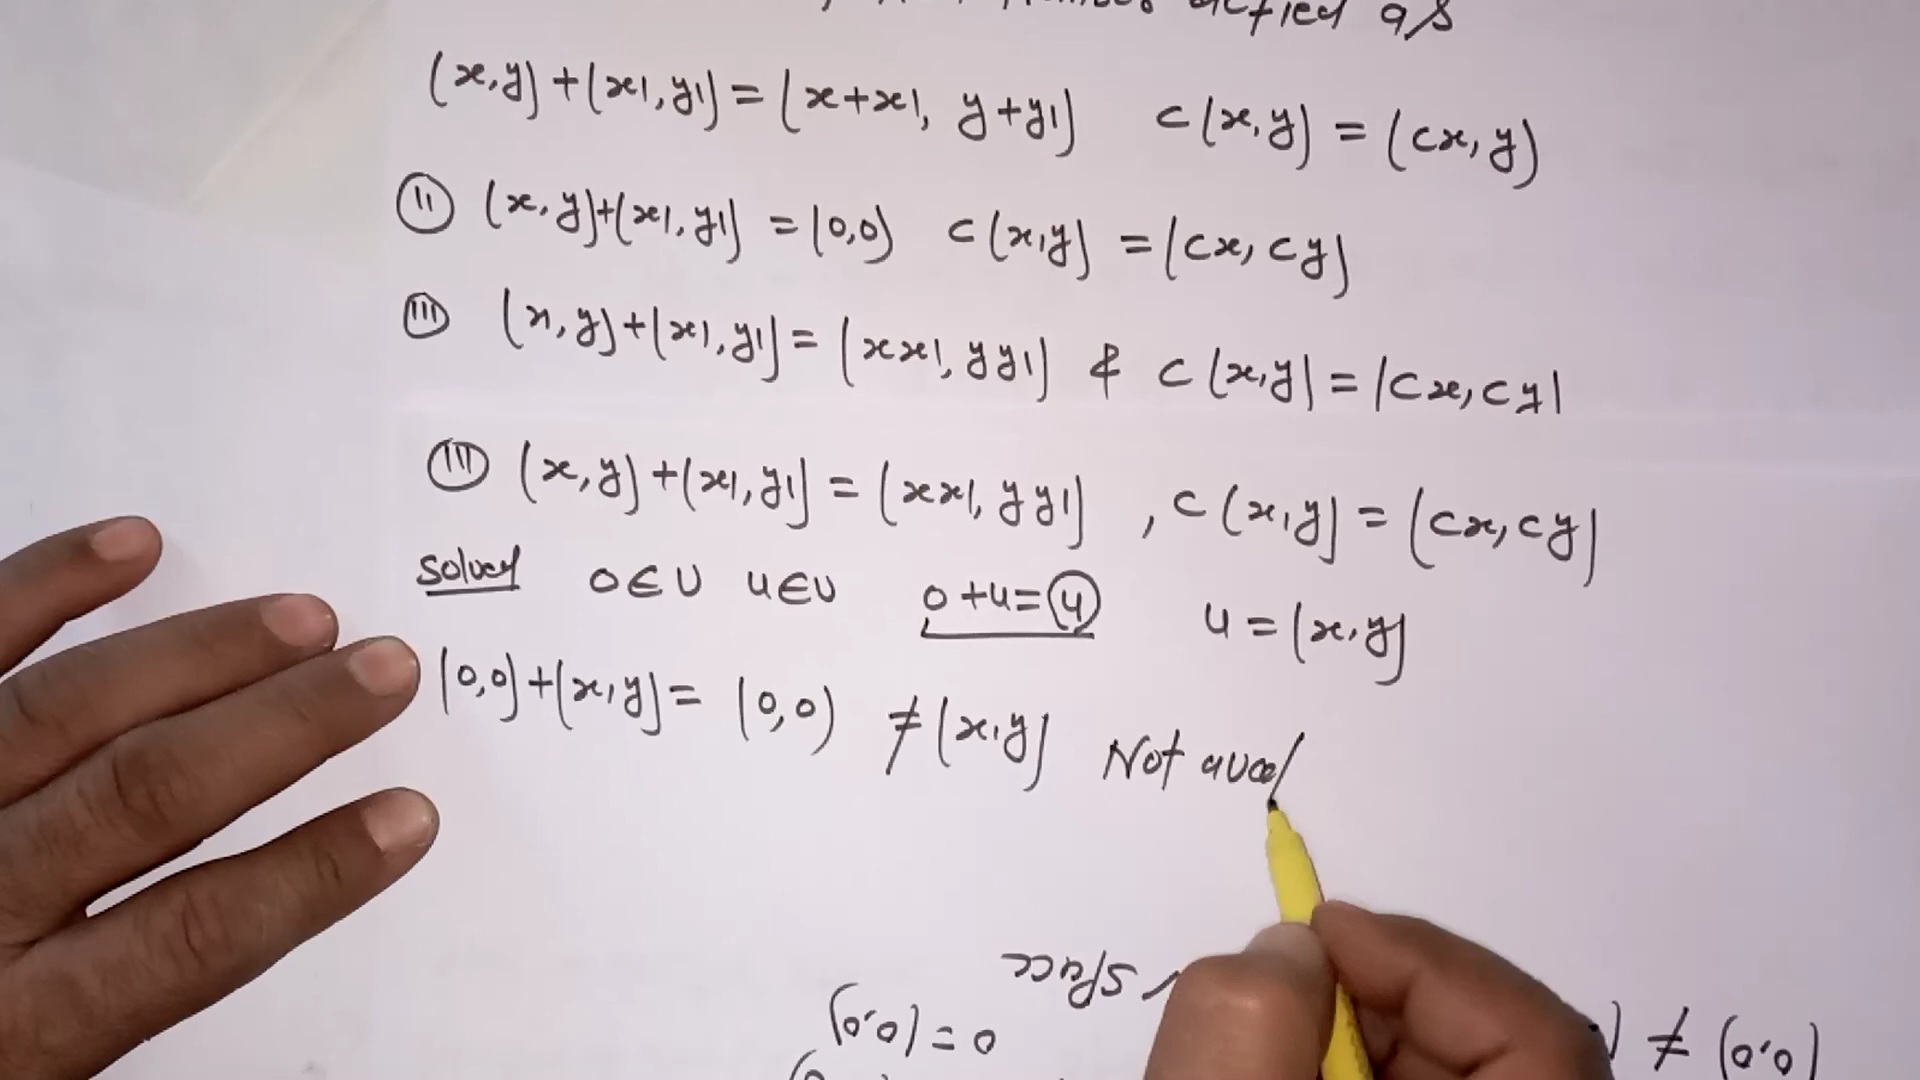 defied as
(x,y)+(x1,y1)=(x+x1, y+y1) c(x,y)=(cx,y)
(II) (x,y)+(x1,y1) =(0,0) c(x,y) =(cx, cy)
(III) (x,y)+(x1,y1)=(xx1, yy1) & c(x,y)=(cx,cy)
(III) (x,y)+(x1,y1)=(xx1, yy1) , c(x,y)=(cx,cy)
solved 0∈U u∈U 0+u=(u) u=(x,y)
(0,0)+(x,y)= (0,0) ≠(x,y) Not a
space
0=(0,0)
≠ (0,0)